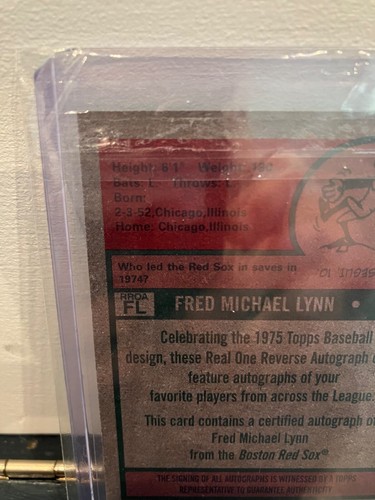 Height: 6'1" Weight: 190
Bats: L Throws: L
Born:
2-3-52, Chicago, Illinois
Home: Chicago, Illinois
Who led the Red Sox in saves in
1974?
RROA
FL
FRED MICHAEL LYNN •
Celebrating the 1975 Topps Baseball
design, these Real One Reverse Autograph
feature autographs of your
favorite players from across the League.
This card contains a certified autograph of
Fred Michael Lynn
from the Boston Red Sox®
THE SIGNING OF ALL AUTOGRAPHS IS WITNESSED BY TOPPS
REPRESENTATIVE TO GUARANTEE AUTHENTICITY